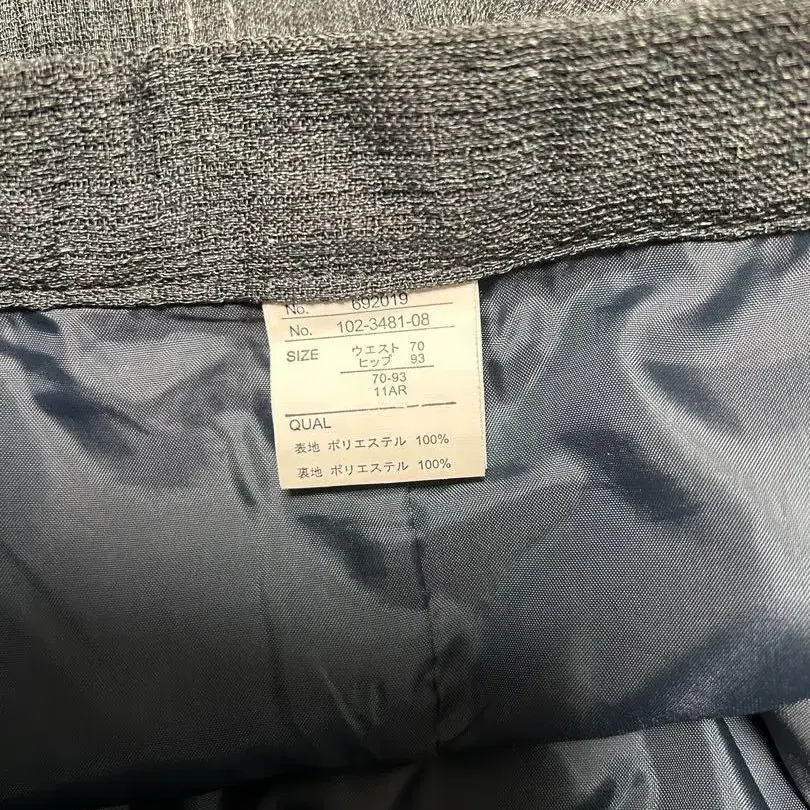 No. 692019
No. 102-3481-08
SIZE ウエスト 70
ヒップ 93
70-93
11AR
QUAL
表地 ポリエステル 100%
裏地 ポリエステル 100%